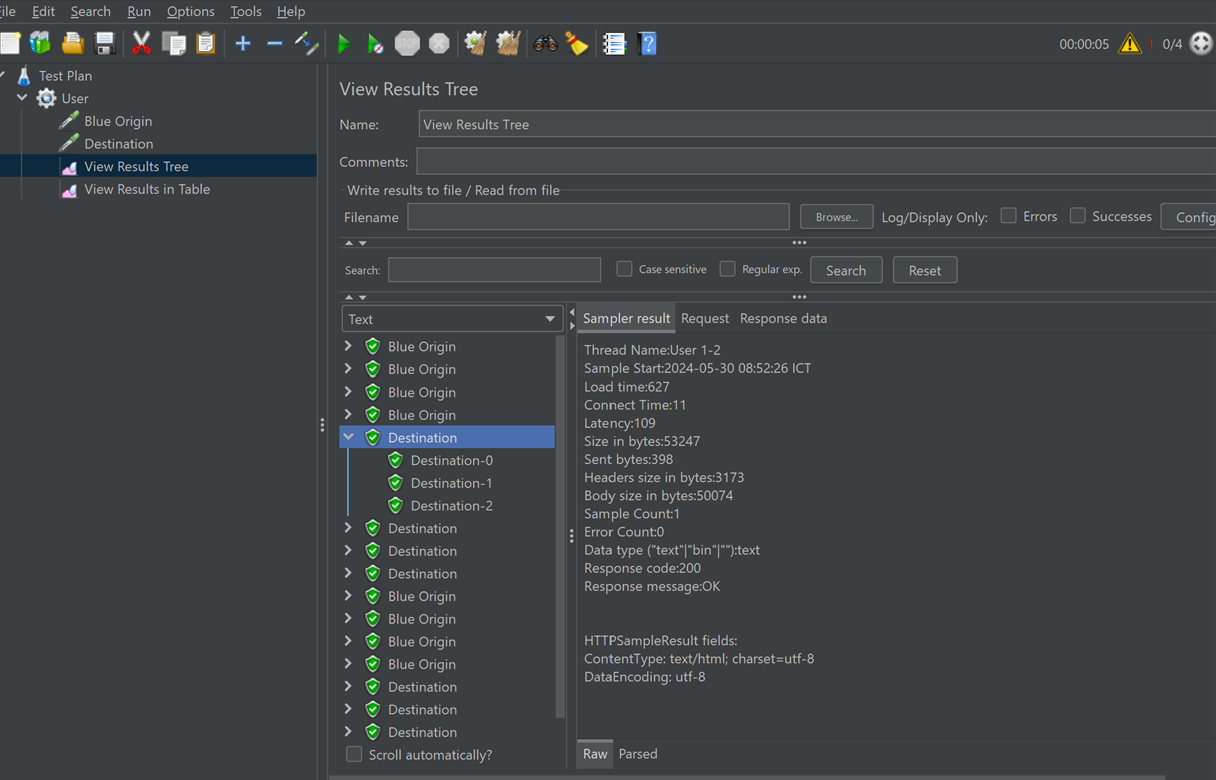 ile Edit Search Run Options Tools Help
STOP
00:00:05 1 0/4
Test Plan
User
Blue Origin
Destination
View Results Tree
View Results in Table
View Results Tree
Name: View Results Tree
Comments:
Write results to file / Read from file
Filename Browse... Log/Display Only: Errors Successes Config
Search: Case sensitive Regular exp. Search Reset
Text
Blue Origin
Blue Origin
Blue Origin
Blue Origin
Destination
Destination-0
Destination-1
Destination-2
Destination
Destination
Destination
Blue Origin
Blue Origin
Blue Origin
Blue Origin
Destination
Destination
Destination
Scroll automatically?
Sampler result Request Response data
Thread Name:User 1-2
Sample Start:2024-05-30 08:52:26 ICT
Load time:627
Connect Time:11
Latency:109
Size in bytes:53247
Sent bytes:398
Headers size in bytes:3173
Body size in bytes:50074
Sample Count:1
Error Count:0
Data type ("text"|"bin"|""):text
Response code:200
Response message:OK
HTTPSampleResult fields:
ContentType: text/html; charset=utf-8
DataEncoding: utf-8
Raw Parsed